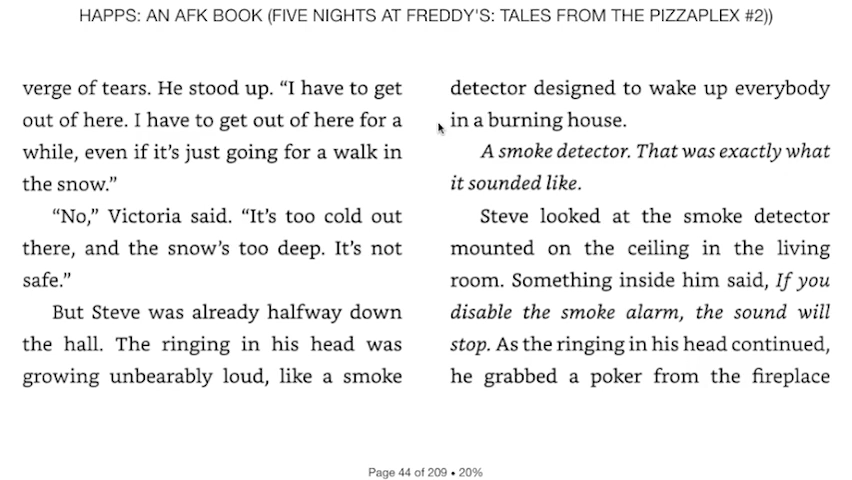 HAPPS: AN AFK BOOK (FIVE NIGHTS AT FREDDY'S: TALES FROM THE PIZZAPLEX #2))
verge of tears. He stood up. “I have to get
out of here. I have to get out of here for a
while, even if it’s just going for a walk in
the snow.”
“No,” Victoria said. “It’s too cold out
there, and the snow’s too deep. It’s not
safe.”
But Steve was already halfway down
the hall. The ringing in his head was
growing unbearably loud, like a smoke
detector designed to wake up everybody
in a burning house.
A smoke detector. That was exactly what
it sounded like.
Steve looked at the smoke detector
mounted on the ceiling in the living
room. Something inside him said, If you
disable the smoke alarm, the sound will
stop. As the ringing in his head continued,
he grabbed a poker from the fireplace
Page 44 of 209 • 20%